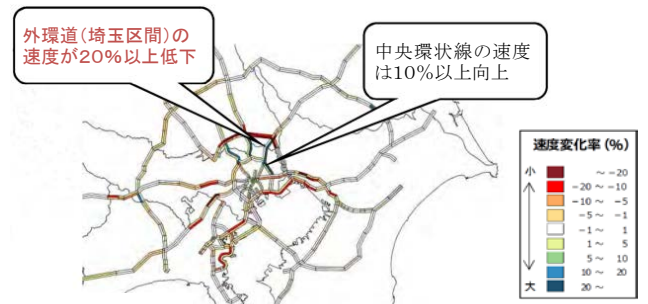 外環道(埼玉区間)の
速度が20%以上低下
中央環状線の速度
は10%以上向上
速度変化率(%)
小
~ -20
-20 ~ -10
-10 ~ -5
-5 ~ -1
-1 ~ 1
1 ~ 5
5 ~ 10
10 ~ 20
大
20 ~